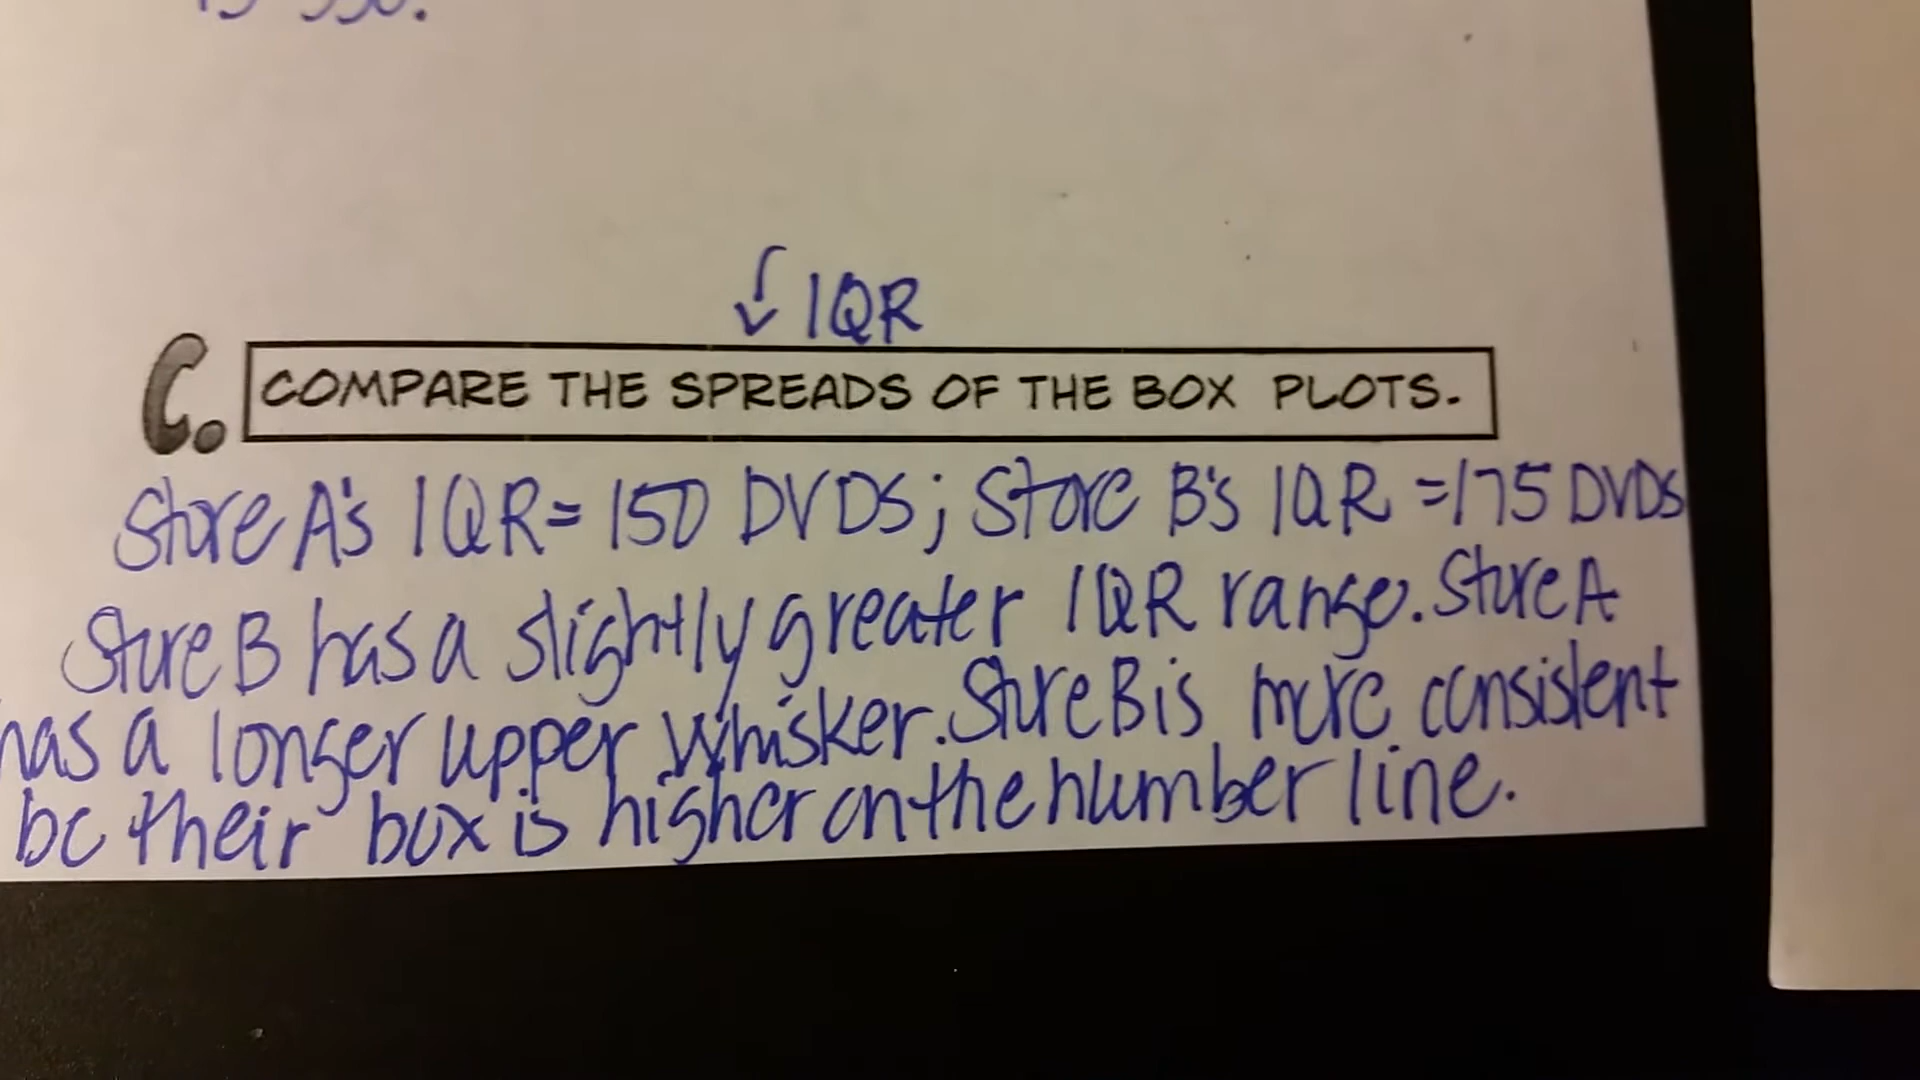 ↙ IQR
C. COMPARE THE SPREADS OF THE BOX PLOTS.
Store A's IQR = 150 DVDS; Store B's IQR = 175 DVDs
Store B has a slightly greater IQR range. Store A
has a longer upper whisker. Store B is more consistent
bc their box is higher on the number line.